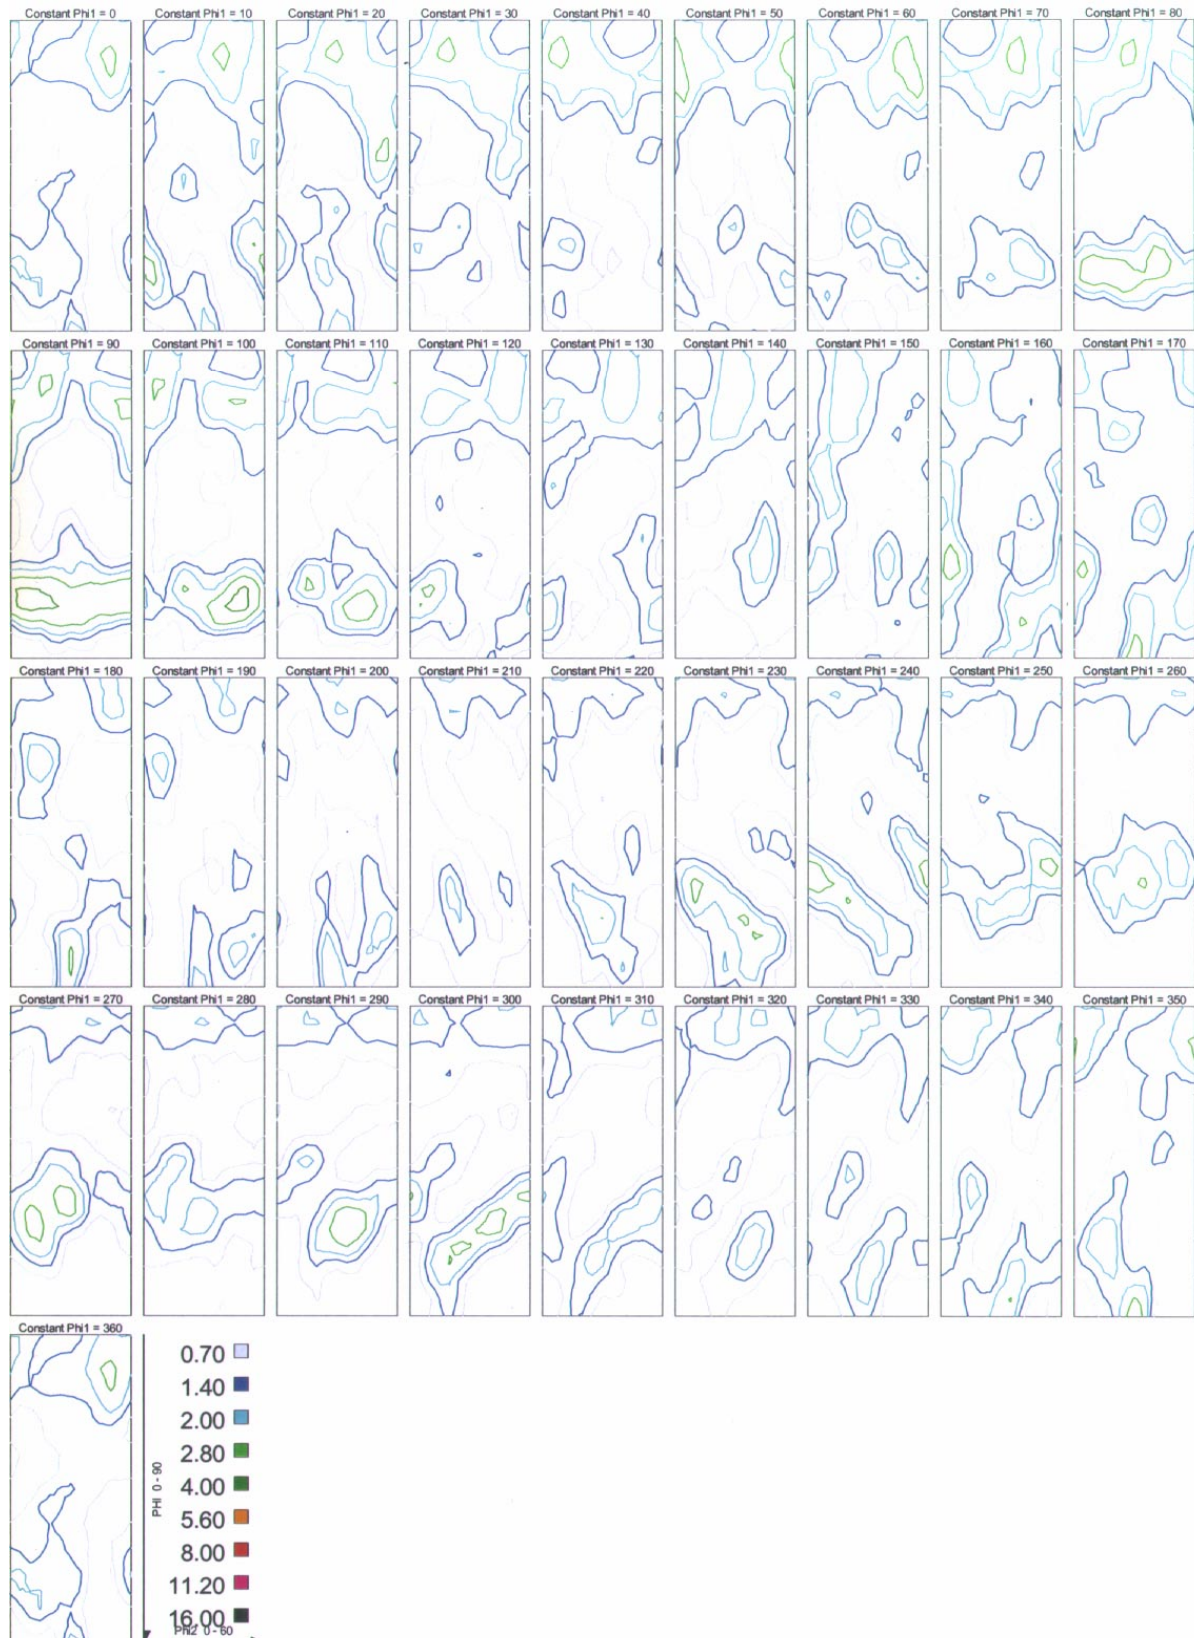 Constant Phi1 = 0 Constant Phi1 = 10 Constant Phi1 = 20 Constant Phi1 = 30 Constant Phi1 = 40 Constant Phi1 = 50 Constant Phi1 = 60 Constant Phi1 = 70 Constant Phi1 = 80
Constant Phi1 = 90 Constant Phi1 = 100 Constant Phi1 = 110 Constant Phi1 = 120 Constant Phi1 = 130 Constant Phi1 = 140 Constant Phi1 = 150 Constant Phi1 = 160 Constant Phi1 = 170
Constant Phi1 = 180 Constant Phi1 = 190 Constant Phi1 = 200 Constant Phi1 = 210 Constant Phi1 = 220 Constant Phi1 = 230 Constant Phi1 = 240 Constant Phi1 = 250 Constant Phi1 = 260
Constant Phi1 = 270 Constant Phi1 = 280 Constant Phi1 = 290 Constant Phi1 = 300 Constant Phi1 = 310 Constant Phi1 = 320 Constant Phi1 = 330 Constant Phi1 = 340 Constant Phi1 = 350
Constant Phi1 = 360
PHI 0 - 90
0.70
1.40
2.00
2.80
4.00
5.60
8.00
11.20
16.00
Phi2 0 - 60